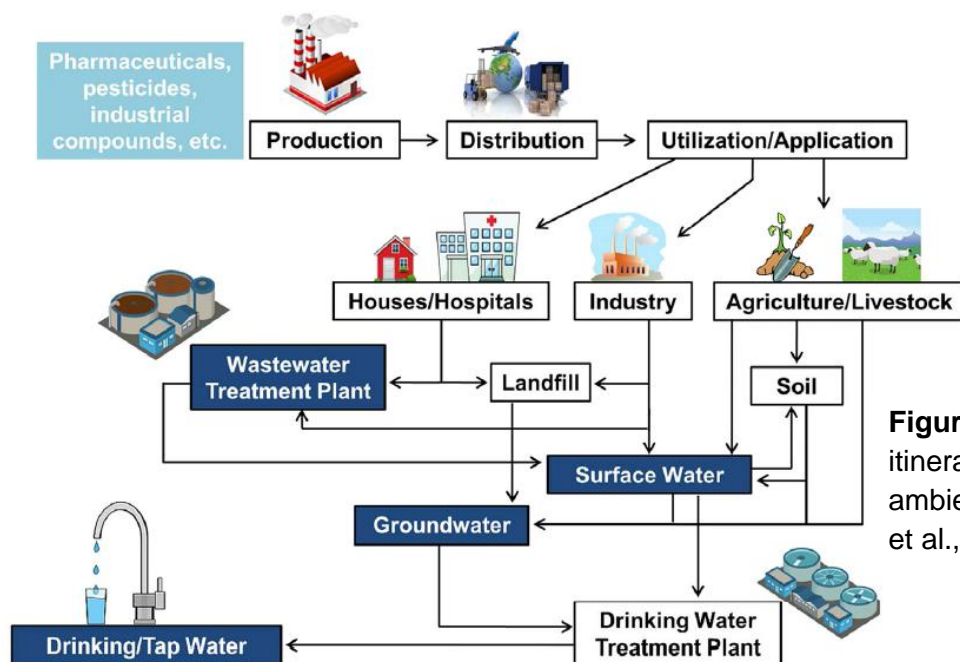 Pharmaceuticals,
pesticides,
industrial
compounds, etc.
Production
Distribution
Utilization/Application
Houses/Hospitals
Industry
Agriculture/Livestock
Wastewater
Treatment Plant
Landfill
Soil
Surface Water
Groundwater
Drinking Water
Treatment Plant
Drinking/Tap Water
Figur
itinera
ambie
et al.,